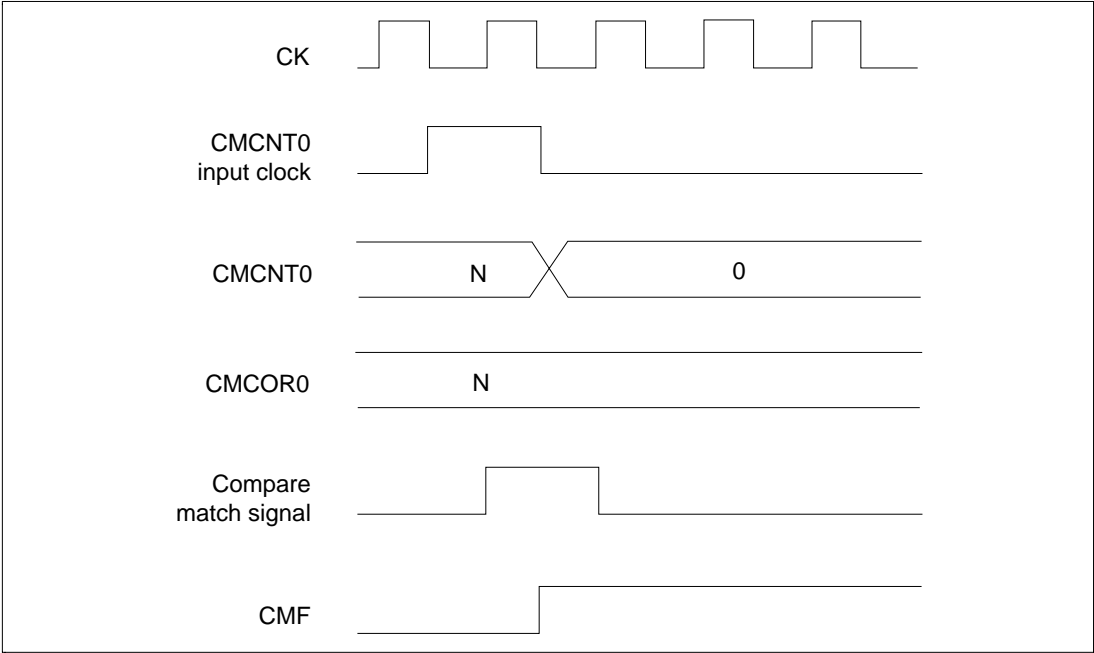 CK
CMCNT0
input clock
CMCNT0
N
0
CMCOR0
N
Compare
match signal
CMF